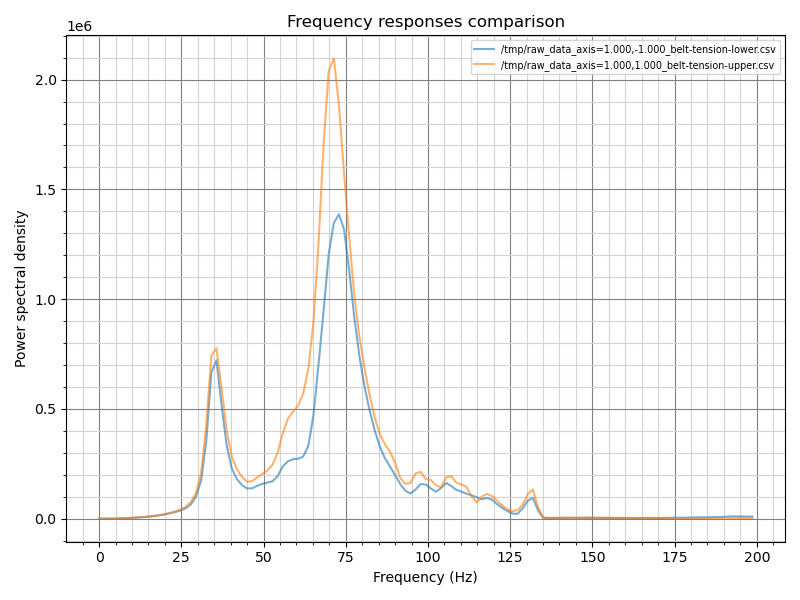 Frequency responses comparison
1e6
/tmp/raw_data_axis=1.000,-1.000_belt-tension-lower.csv
/tmp/raw_data_axis=1.000,1.000_belt-tension-upper.csv
2.0
1.5
1.0
0.5
0.0
Power spectral density
0 25 50 75 100 125 150 175 200
Frequency (Hz)